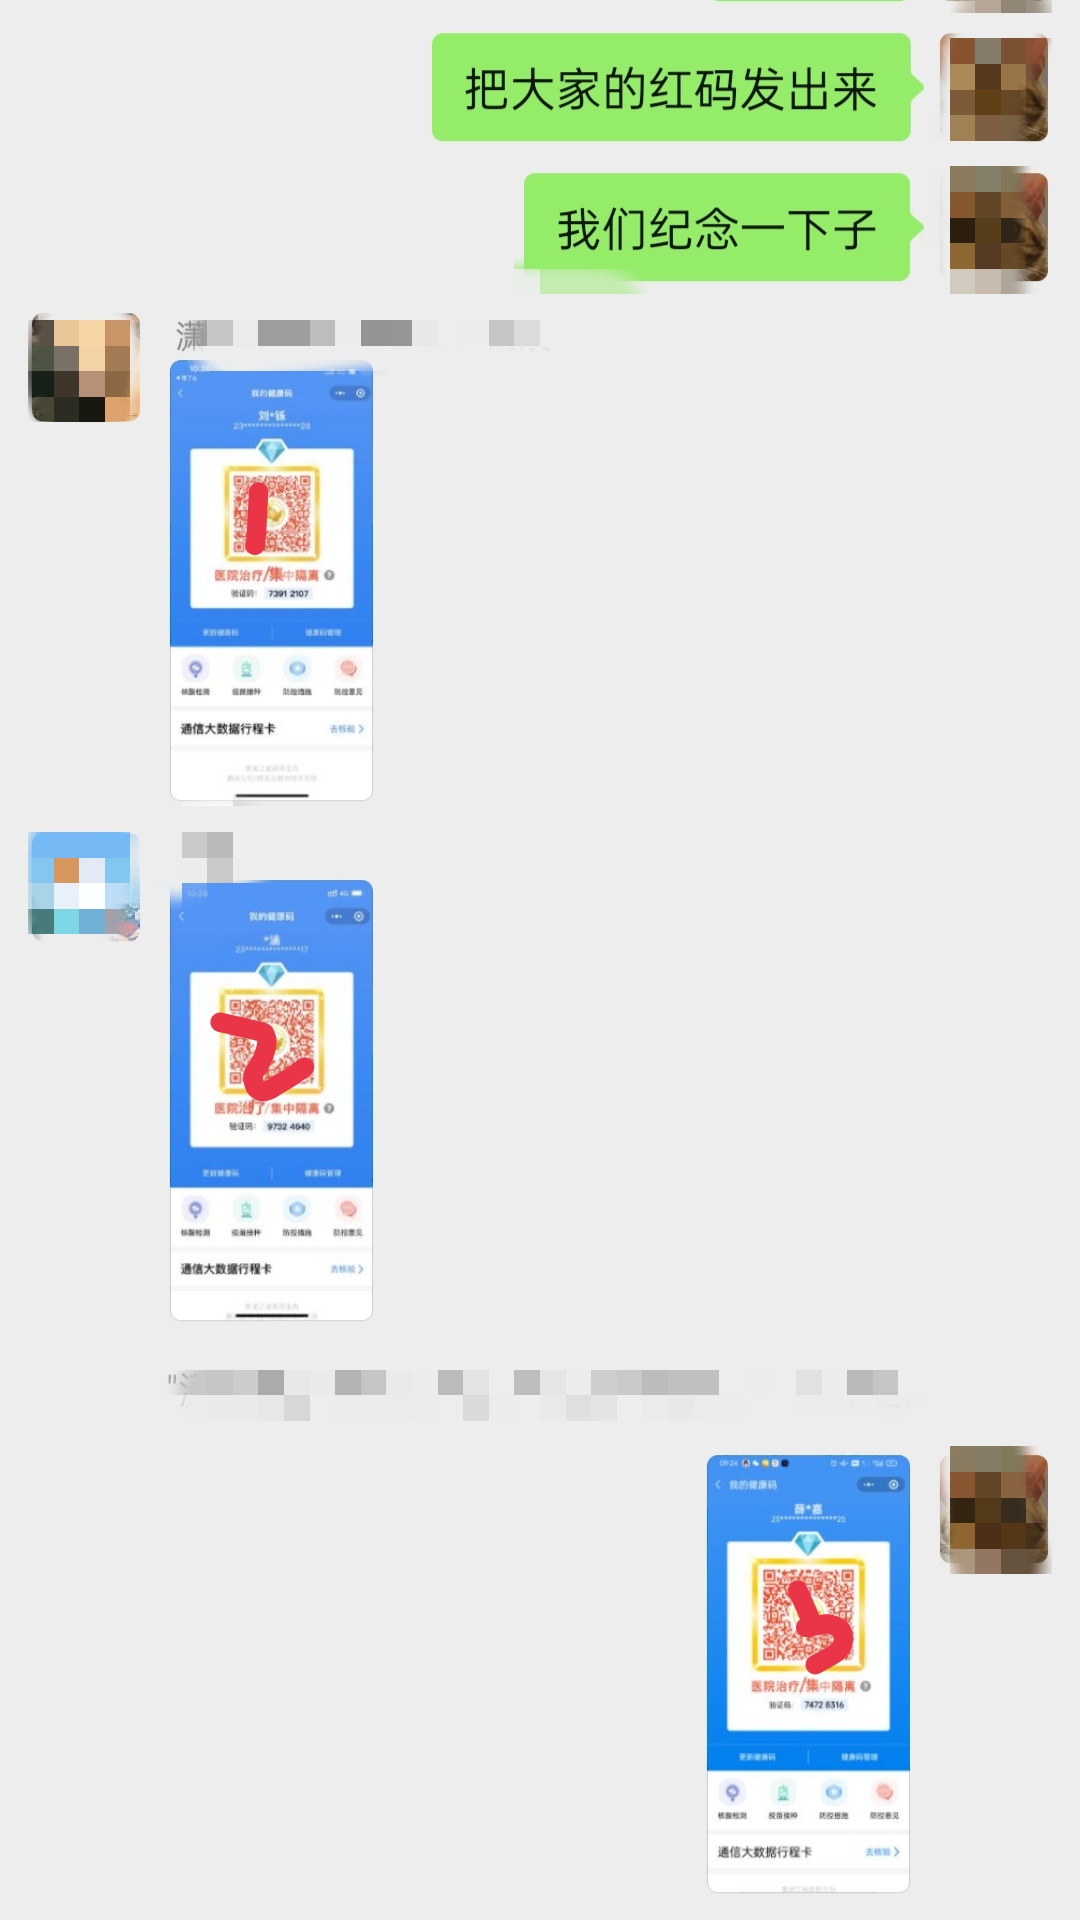 把大家的红码发出来
我们纪念一下子
潇
10:20
我的健康码
刘*铄
23**************28
医院治疗/集中隔离
验证码： 7391 2107
更新健康码 健康码管理
核酸检测 疫苗接种 防控措施 防控意见
通信大数据行程卡 去核验
10:20 4G
我的健康码
*涵
23**************17
医院治疗/集中隔离
验证码： 9732 4640
更新健康码 健康码管理
核酸检测 疫苗接种 防控措施 防控意见
通信大数据行程卡 去核验
09:24
我的健康码
薛*嘉
23**************25
医院治疗/集中隔离
验证码： 7472 8316
更新健康码 健康码管理
核酸检测 疫苗接种 防控措施 防控意见
通信大数据行程卡 去核验